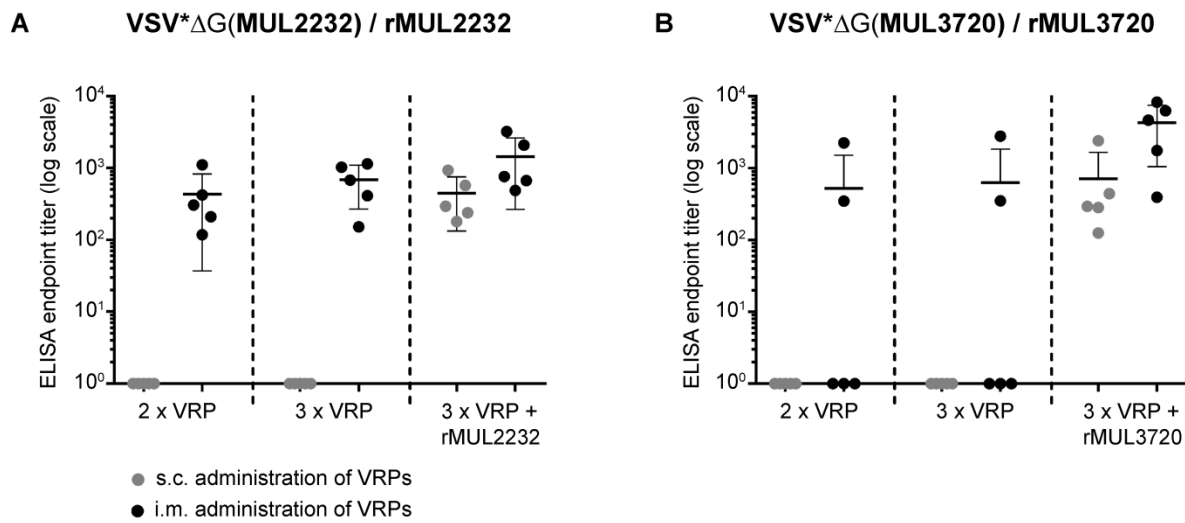 A
VSV*ΔG(MUL2232) / rMUL2232
ELISA endpoint titer (log scale)
10⁴
10³
10²
10¹
10⁰
2 x VRP
3 x VRP
3 x VRP +
rMUL2232
s.c. administration of VRPs
i.m. administration of VRPs
B
VSV*ΔG(MUL3720) / rMUL3720
ELISA endpoint titer (log scale)
10⁴
10³
10²
10¹
10⁰
2 x VRP
3 x VRP
3 x VRP +
rMUL3720